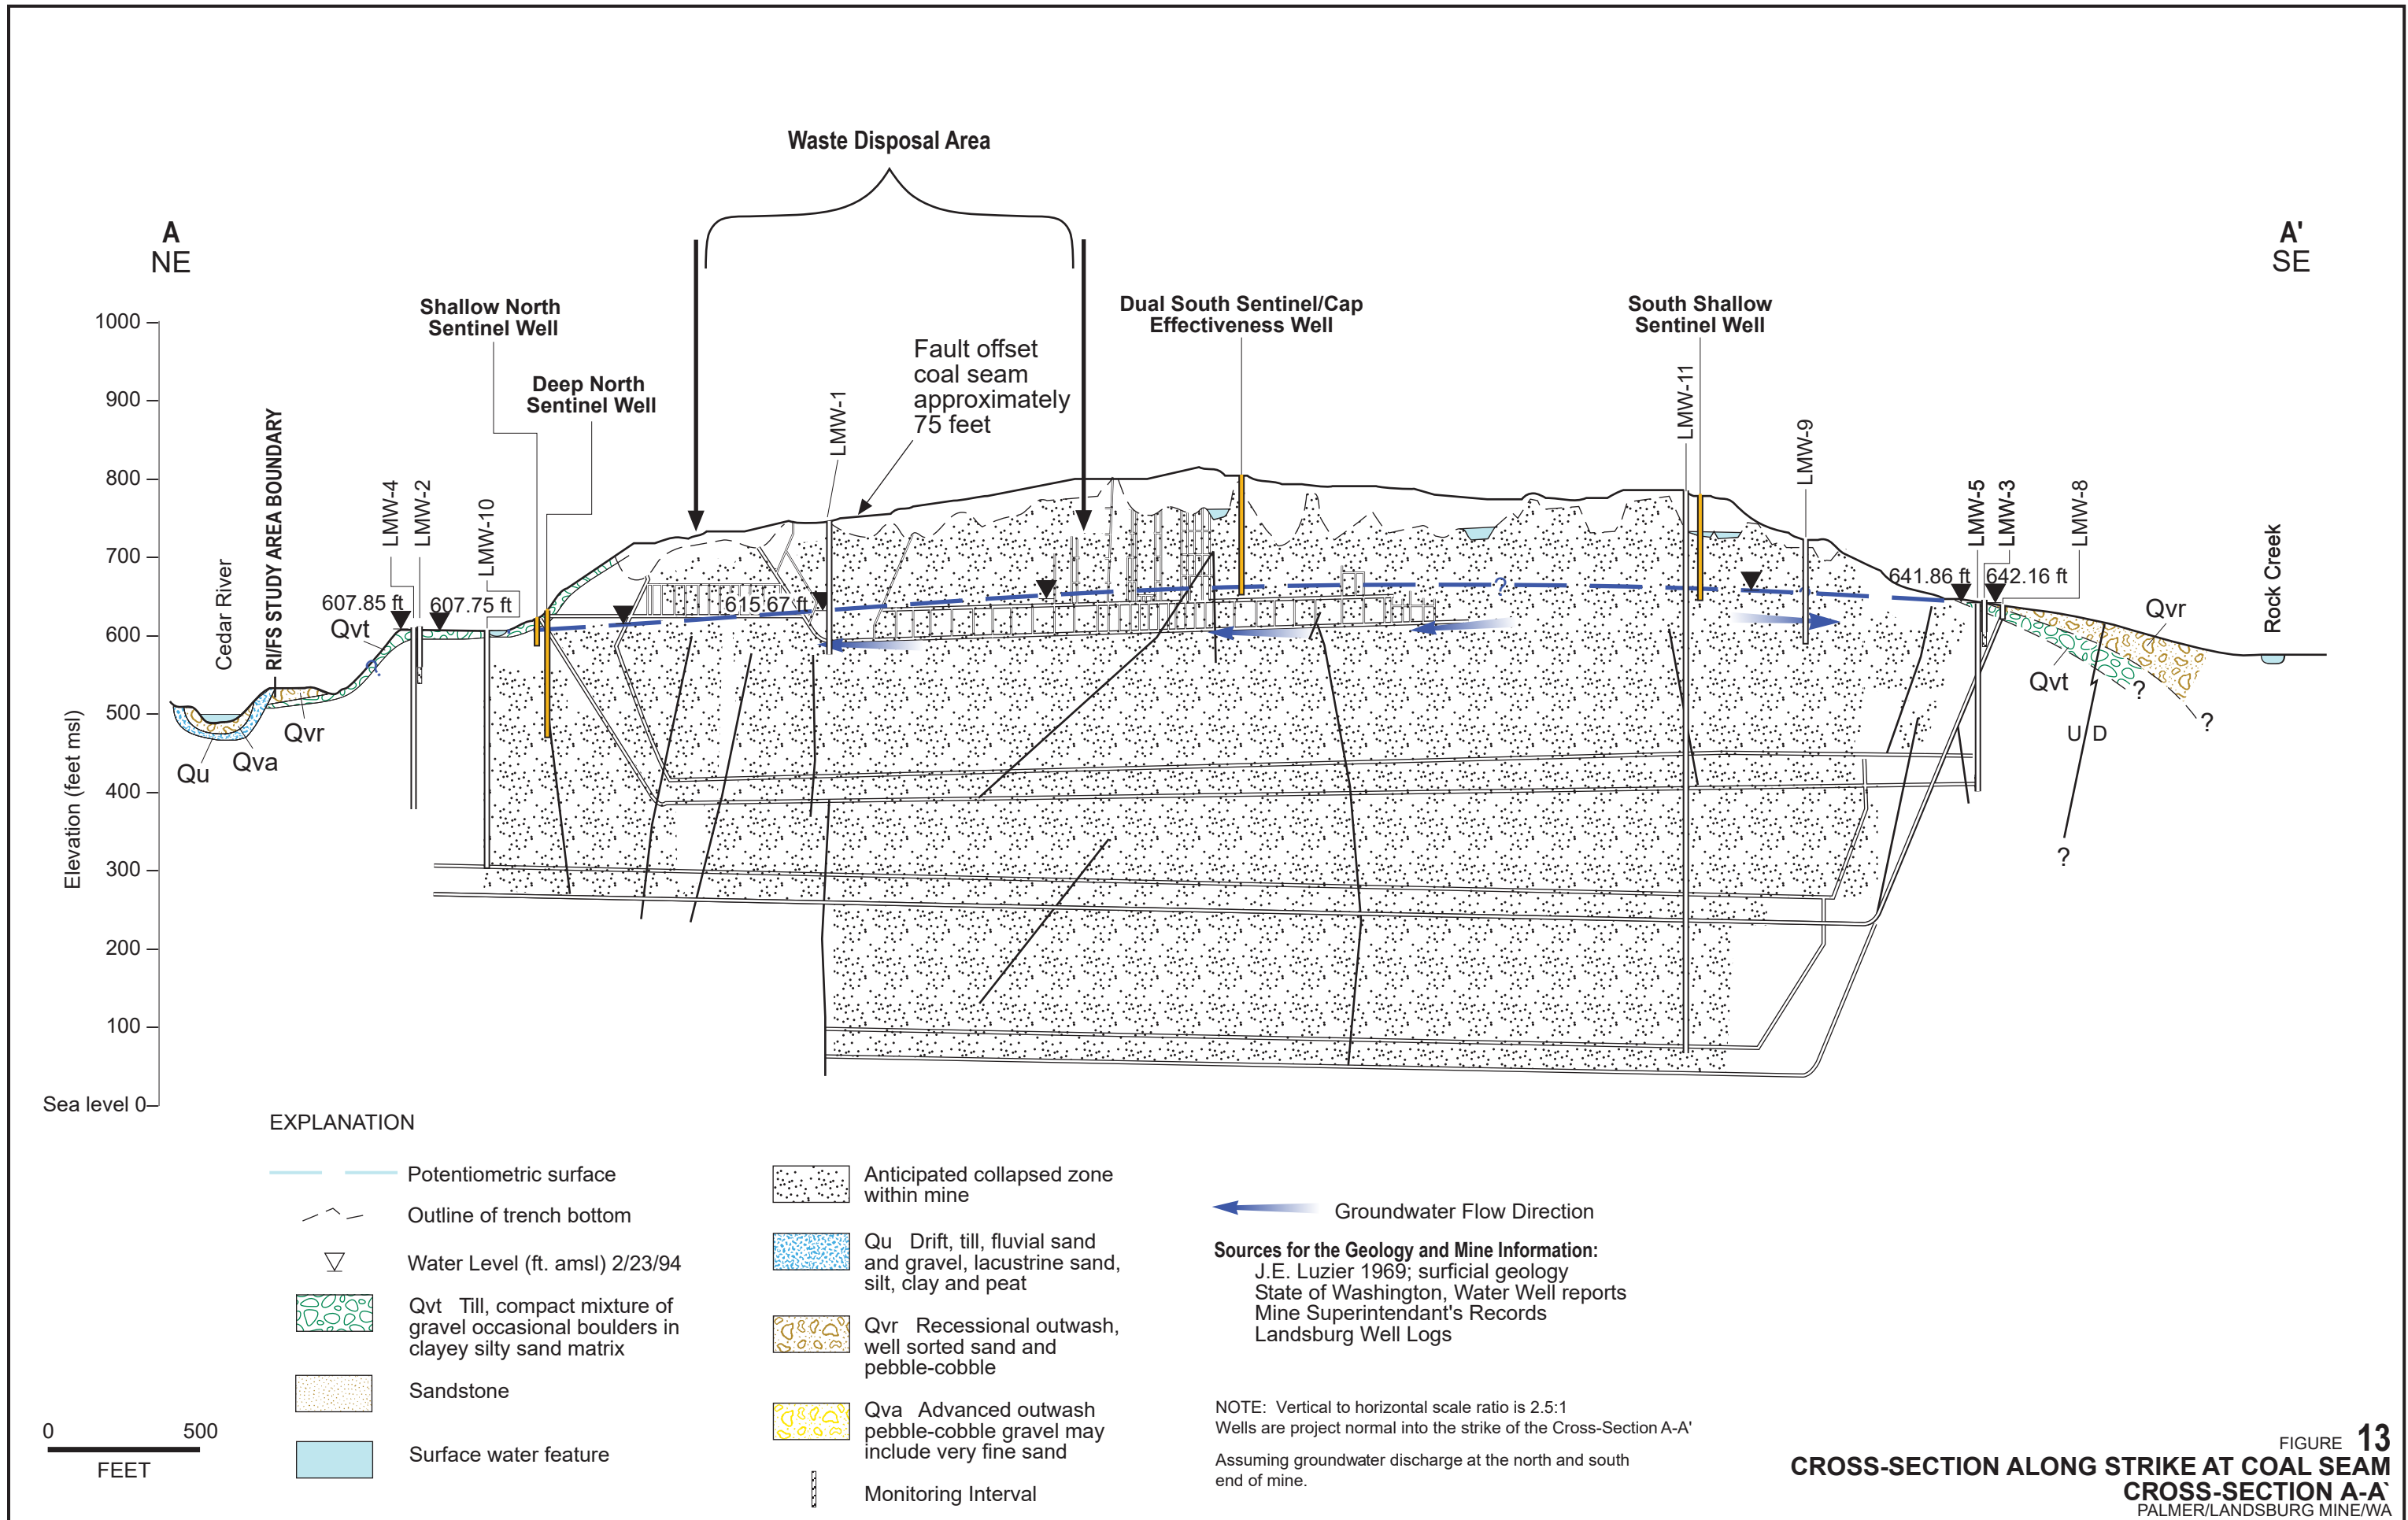 Waste Disposal Area
A
NE
A'
SE
Shallow North
Sentinel Well
Deep North
Sentinel Well
Dual South Sentinel/Cap
Effectiveness Well
South Shallow
Sentinel Well
Fault offset
coal seam
approximately
75 feet
LMW-1
LMW-11
LMW-9
LMW-4
LMW-2
LMW-10
LMW-5
LMW-3
LMW-8
Cedar River
RI/FS STUDY AREA BOUNDARY
Rock Creek
Elevation (feet msl)
1000
900
800
700
600
500
400
300
200
100
Sea level 0
607.85 ft
607.75 ft
615.67 ft
641.86 ft
642.16 ft
Qvt
Qvr
Qva
Qu
?
?
Qvr
Qvt
?
?
U D
?
EXPLANATION
Potentiometric surface
Outline of trench bottom
Water Level (ft. amsl) 2/23/94
Qvt Till, compact mixture of
gravel occasional boulders in
clayey silty sand matrix
Sandstone
Surface water feature
Anticipated collapsed zone
within mine
Qu Drift, till, fluvial sand
and gravel, lacustrine sand,
silt, clay and peat
Qvr Recessional outwash,
well sorted sand and
pebble-cobble
Qva Advanced outwash
pebble-cobble gravel may
include very fine sand
Monitoring Interval
Groundwater Flow Direction
Sources for the Geology and Mine Information:
J.E. Luzier 1969; surficial geology
State of Washington, Water Well reports
Mine Superintendant's Records
Landsburg Well Logs
NOTE: Vertical to horizontal scale ratio is 2.5:1
Wells are project normal into the strike of the Cross-Section A-A'
Assuming groundwater discharge at the north and south
end of mine.
0 500
FEET
FIGURE 13
CROSS-SECTION ALONG STRIKE AT COAL SEAM
CROSS-SECTION A-A`
PALMER/LANDSBURG MINE/WA